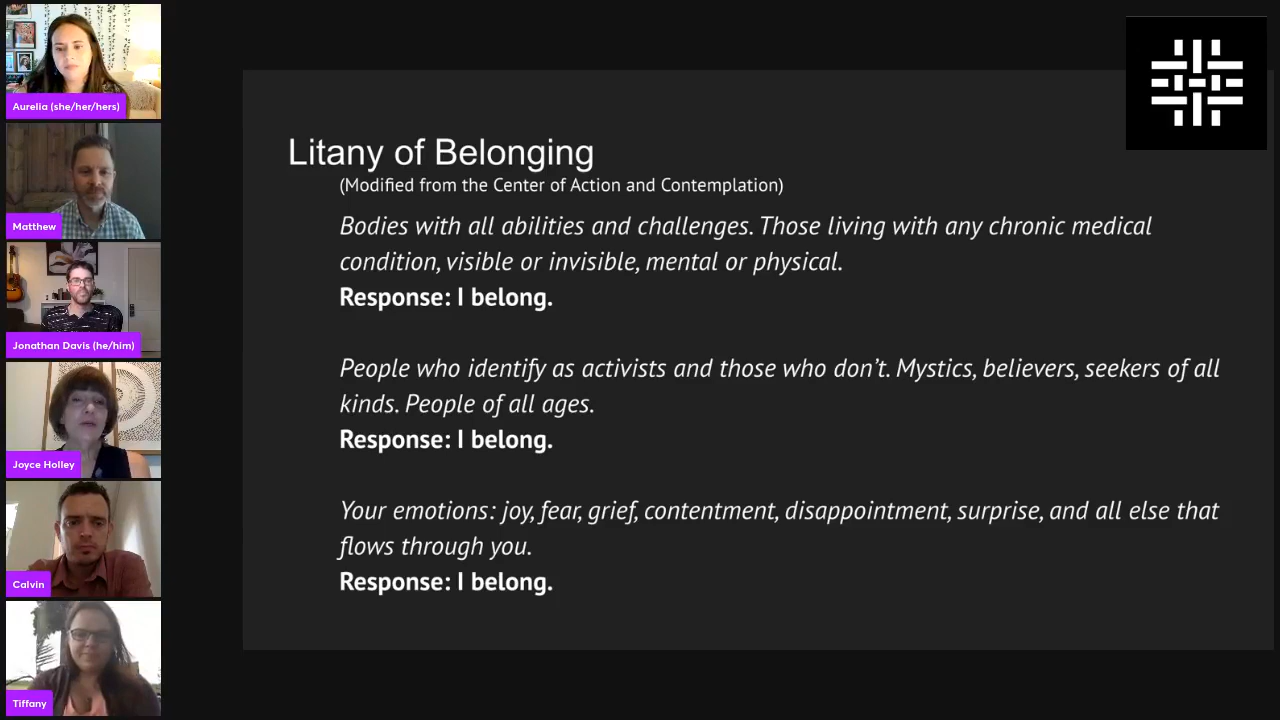 Aurelia (she/her/hers)
Matthew
Jonathan Davis (he/him)
Joyce Holley
Calvin
Tiffany
Litany of Belonging
(Modified from the Center of Action and Contemplation)
Bodies with all abilities and challenges. Those living with any chronic medical
condition, visible or invisible, mental or physical.
Response: I belong.
People who identify as activists and those who don’t. Mystics, believers, seekers of all
kinds. People of all ages.
Response: I belong.
Your emotions: joy, fear, grief, contentment, disappointment, surprise, and all else that
flows through you.
Response: I belong.